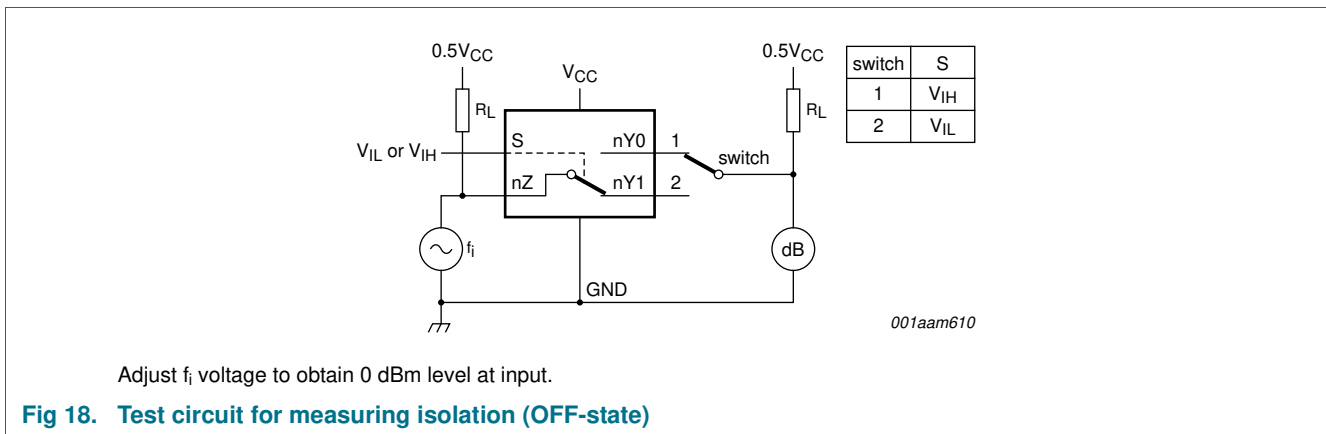 0.5VCC
VCC
0.5VCC
switch S
1 VIH
2 VIL
RL
RL
VIL or VIH
S
nY0
1
switch
nZ
nY1
2
fi
dB
GND
001aam610
Adjust fi voltage to obtain 0 dBm level at input.
Fig 18. Test circuit for measuring isolation (OFF-state)